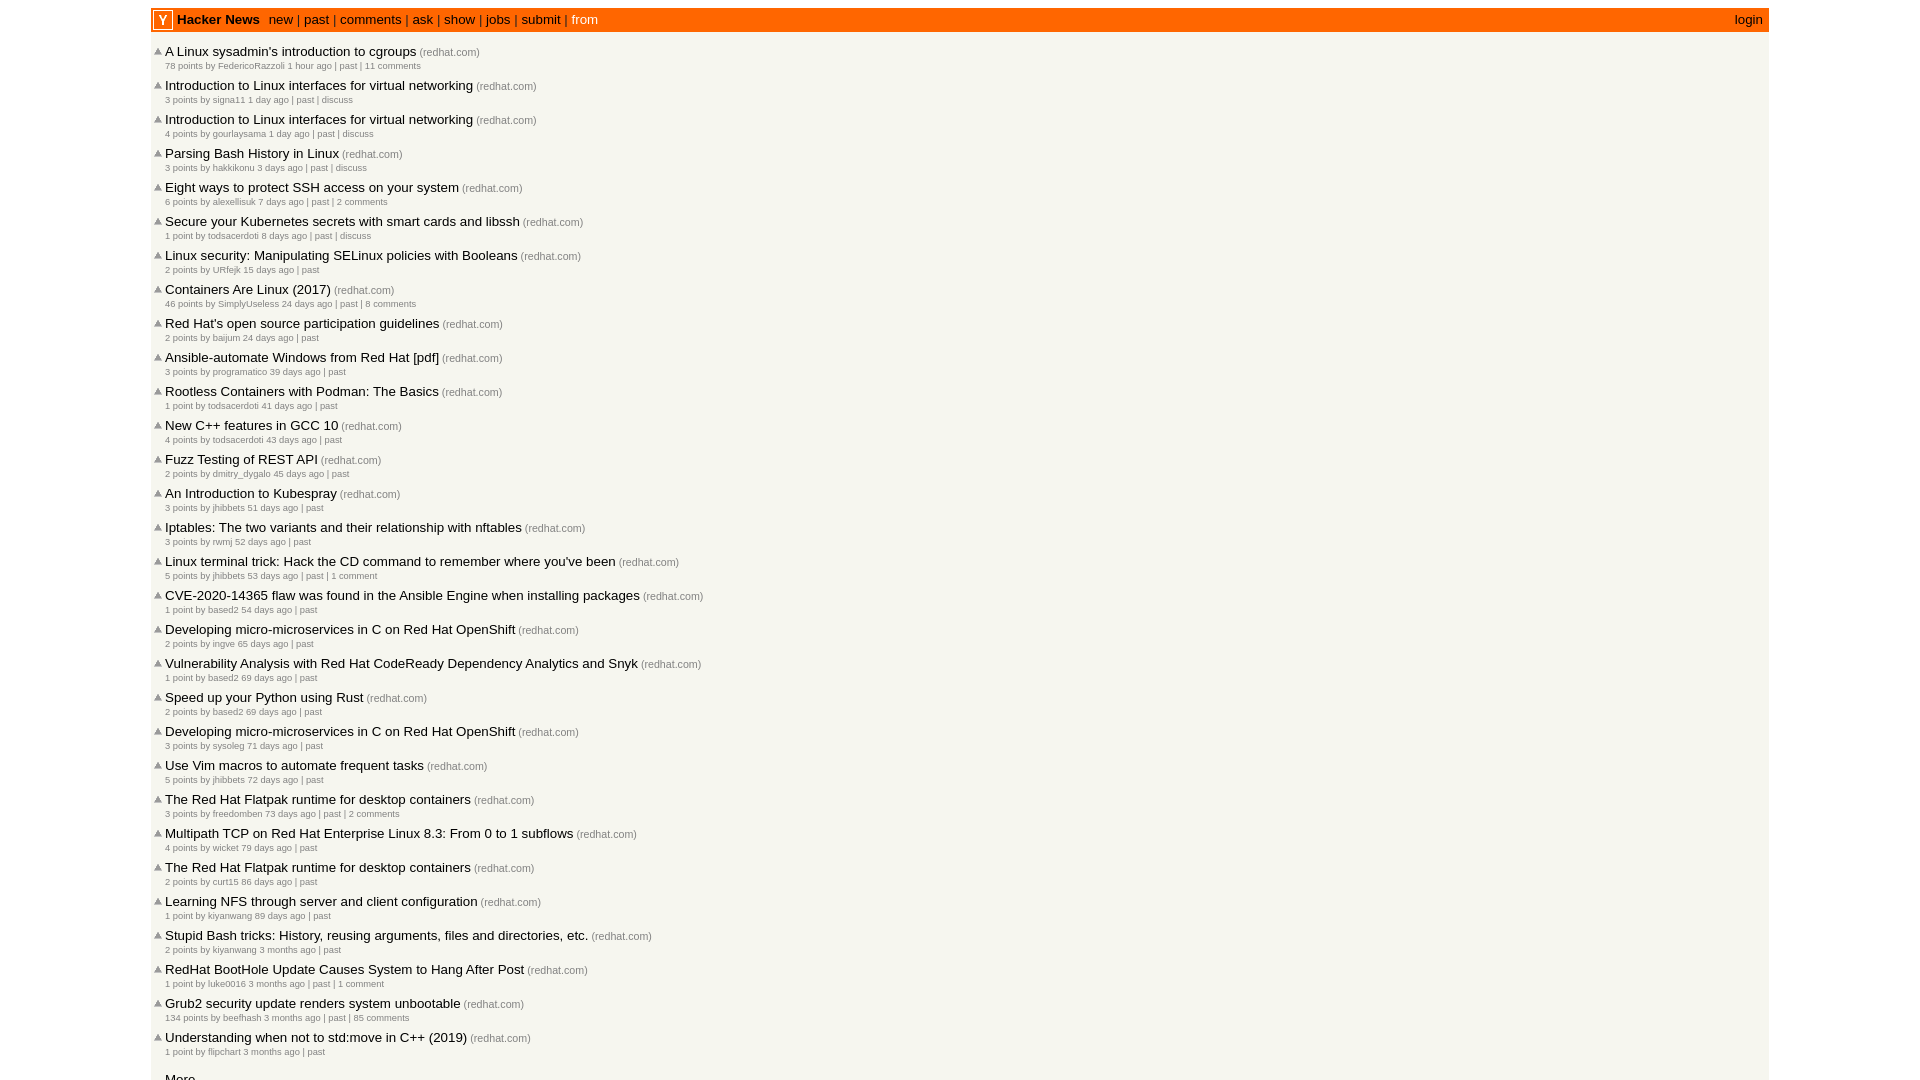 Y Hacker News new | past | comments | ask | show | jobs | submit | from login
A Linux sysadmin's introduction to cgroups (redhat.com)
78 points by FedericoRazzoli 1 hour ago | past | 11 comments
Introduction to Linux interfaces for virtual networking (redhat.com)
3 points by signa11 1 day ago | past | discuss
Introduction to Linux interfaces for virtual networking (redhat.com)
4 points by gourlaysama 1 day ago | past | discuss
Parsing Bash History in Linux (redhat.com)
3 points by hakkikonu 3 days ago | past | discuss
Eight ways to protect SSH access on your system (redhat.com)
6 points by alexellisuk 7 days ago | past | 2 comments
Secure your Kubernetes secrets with smart cards and libssh (redhat.com)
1 point by todsacerdoti 8 days ago | past | discuss
Linux security: Manipulating SELinux policies with Booleans (redhat.com)
2 points by URfejk 15 days ago | past
Containers Are Linux (2017) (redhat.com)
46 points by SimplyUseless 24 days ago | past | 8 comments
Red Hat's open source participation guidelines (redhat.com)
2 points by baijum 24 days ago | past
Ansible-automate Windows from Red Hat [pdf] (redhat.com)
3 points by programatico 39 days ago | past
Rootless Containers with Podman: The Basics (redhat.com)
1 point by todsacerdoti 41 days ago | past
New C++ features in GCC 10 (redhat.com)
4 points by todsacerdoti 43 days ago | past
Fuzz Testing of REST API (redhat.com)
2 points by dmitry_dygalo 45 days ago | past
An Introduction to Kubespray (redhat.com)
3 points by jhibbets 51 days ago | past
Iptables: The two variants and their relationship with nftables (redhat.com)
3 points by rwmj 52 days ago | past
Linux terminal trick: Hack the CD command to remember where you've been (redhat.com)
5 points by jhibbets 53 days ago | past | 1 comment
CVE-2020-14365 flaw was found in the Ansible Engine when installing packages (redhat.com)
1 point by based2 54 days ago | past
Developing micro-microservices in C on Red Hat OpenShift (redhat.com)
2 points by ingve 65 days ago | past
Vulnerability Analysis with Red Hat CodeReady Dependency Analytics and Snyk (redhat.com)
1 point by based2 69 days ago | past
Speed up your Python using Rust (redhat.com)
2 points by based2 69 days ago | past
Developing micro-microservices in C on Red Hat OpenShift (redhat.com)
3 points by sysoleg 71 days ago | past
Use Vim macros to automate frequent tasks (redhat.com)
5 points by jhibbets 72 days ago | past
The Red Hat Flatpak runtime for desktop containers (redhat.com)
3 points by freedomben 73 days ago | past | 2 comments
Multipath TCP on Red Hat Enterprise Linux 8.3: From 0 to 1 subflows (redhat.com)
4 points by wicket 79 days ago | past
The Red Hat Flatpak runtime for desktop containers (redhat.com)
2 points by curt15 86 days ago | past
Learning NFS through server and client configuration (redhat.com)
1 point by kiyanwang 89 days ago | past
Stupid Bash tricks: History, reusing arguments, files and directories, etc. (redhat.com)
2 points by kiyanwang 3 months ago | past
RedHat BootHole Update Causes System to Hang After Post (redhat.com)
1 point by luke0016 3 months ago | past | 1 comment
Grub2 security update renders system unbootable (redhat.com)
134 points by beefhash 3 months ago | past | 85 comments
Understanding when not to std:move in C++ (2019) (redhat.com)
1 point by flipchart 3 months ago | past
More